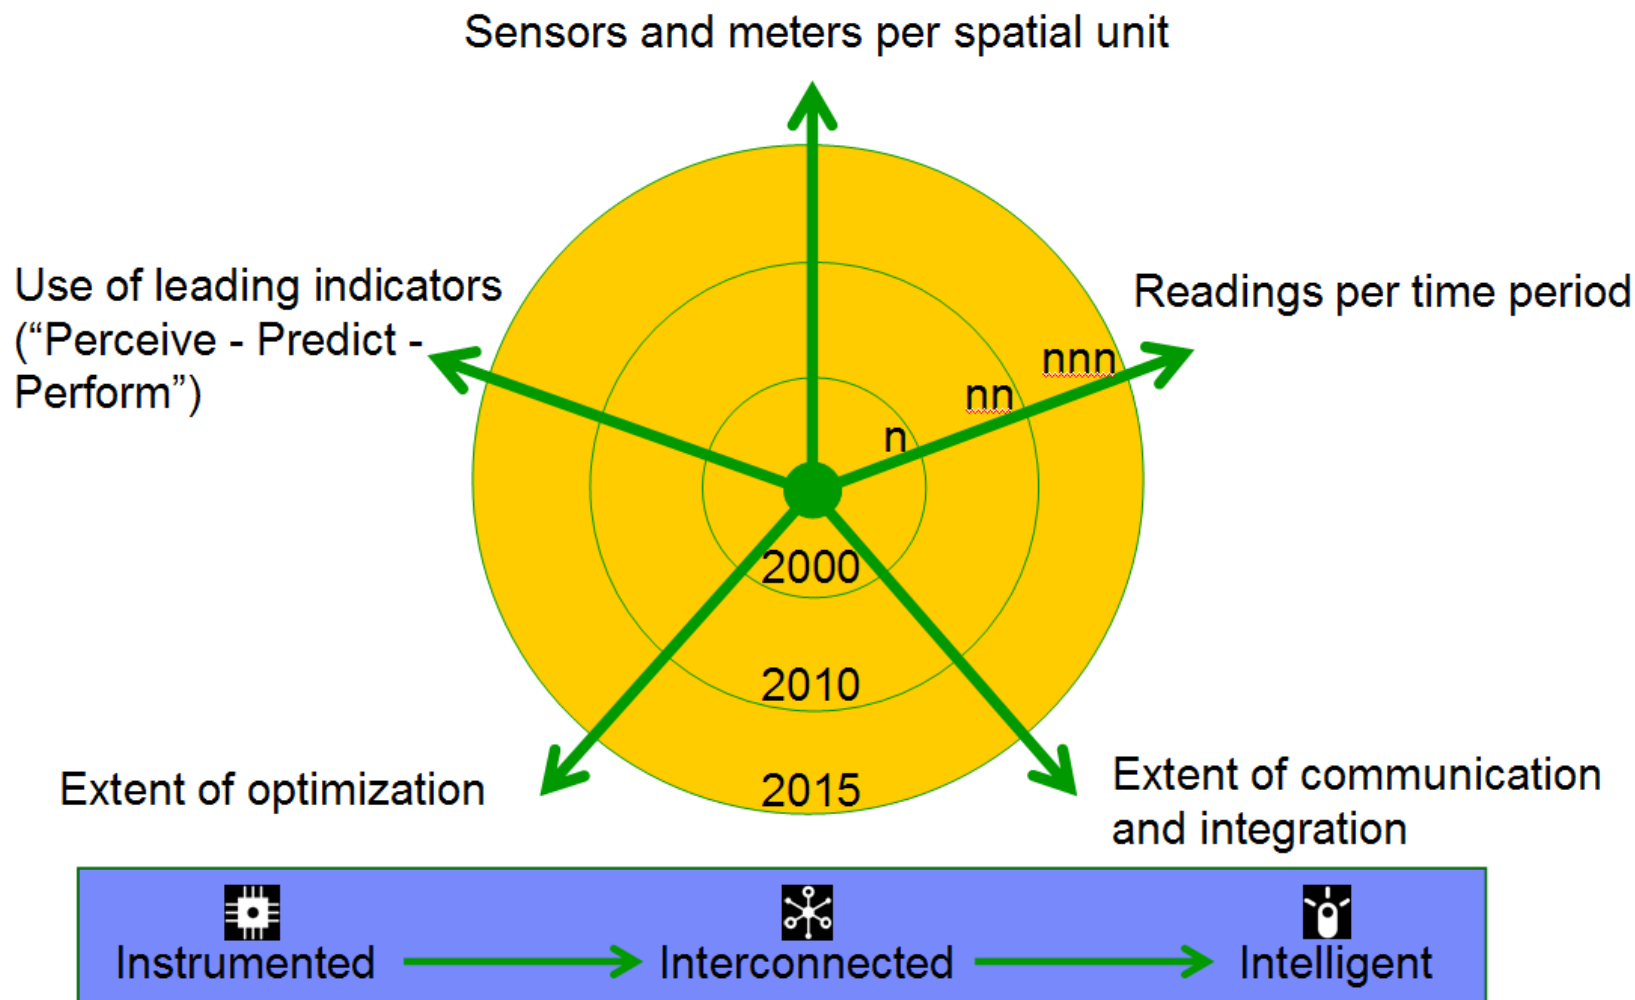 Sensors and meters per spatial unit
Use of leading indicators
(“Perceive - Predict -
Perform”)
Readings per time period
nnn
nn
n
2000
2010
2015
Extent of optimization
Extent of communication
and integration
Instrumented
Interconnected
Intelligent